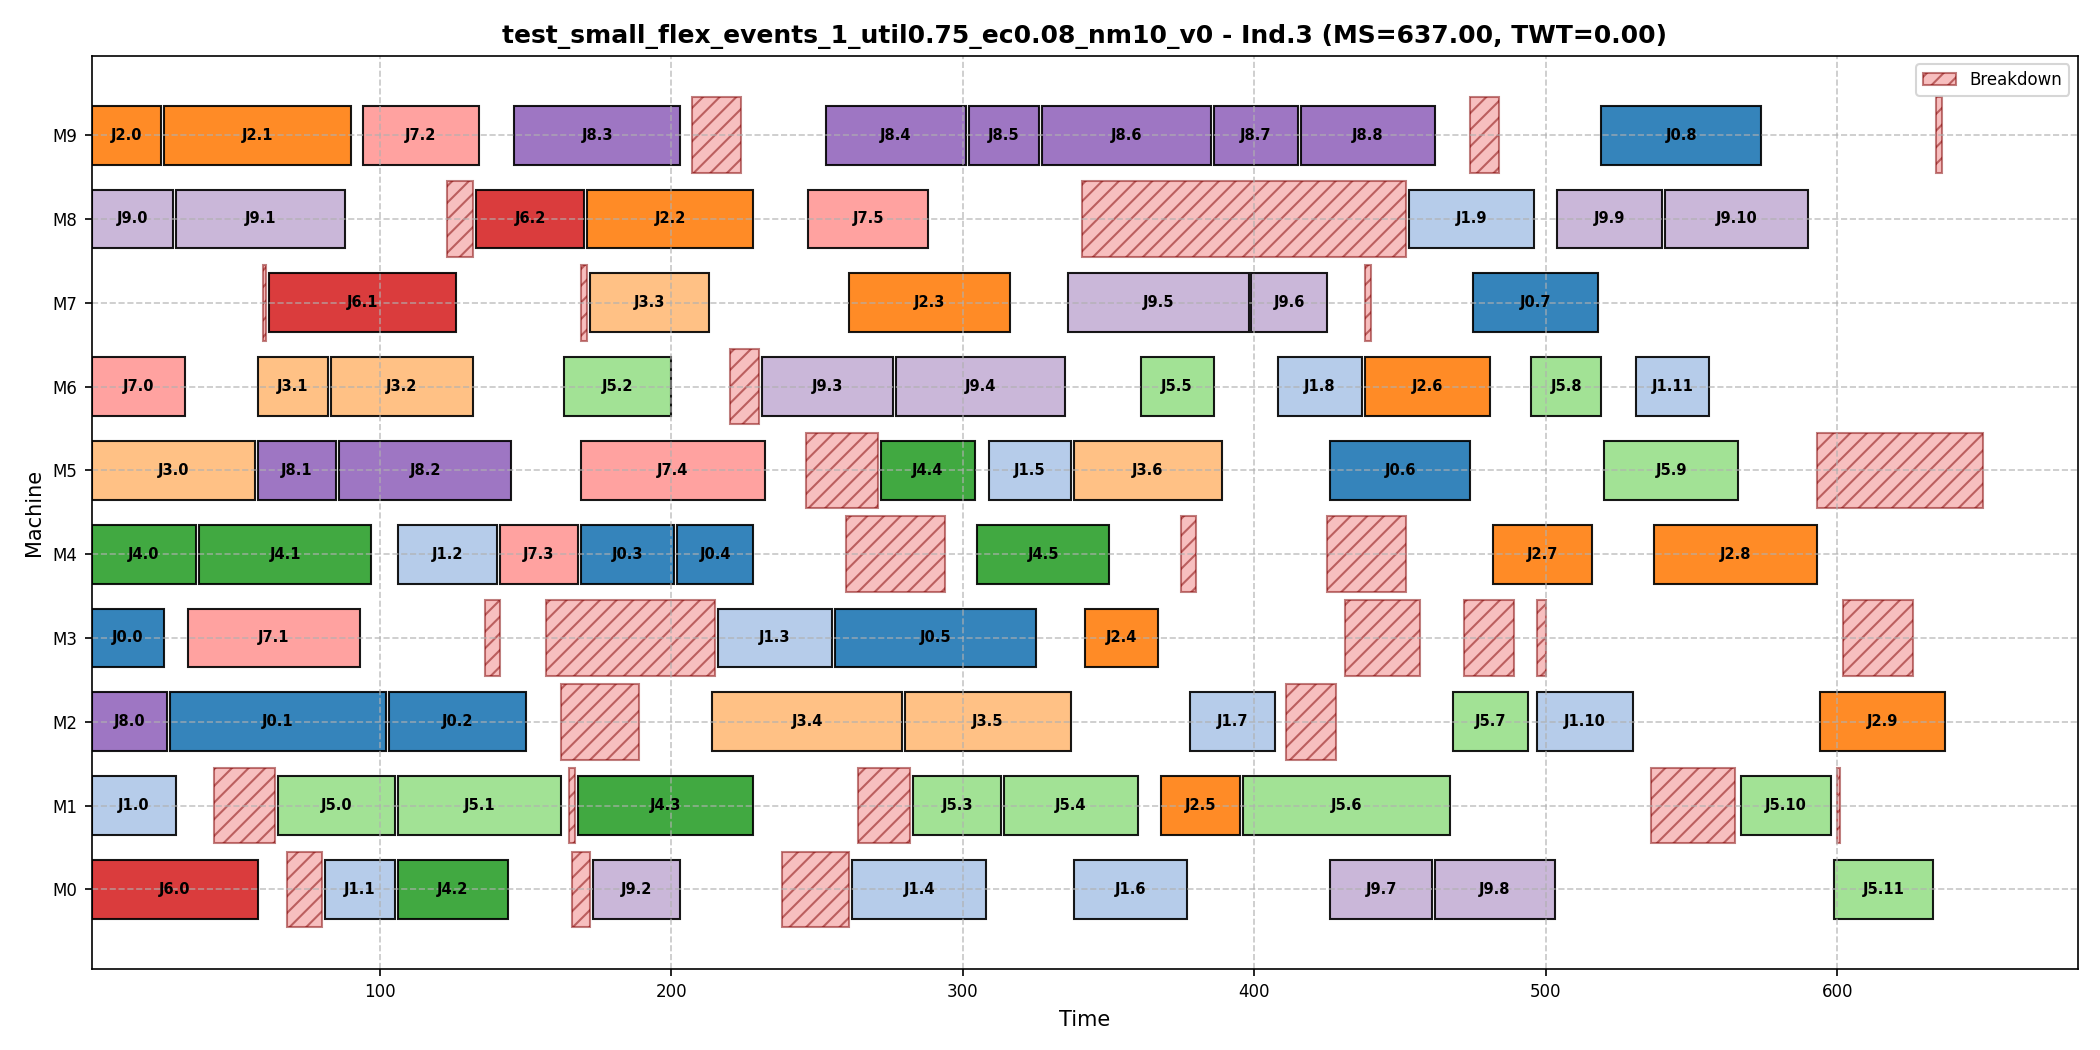 test_small_flex_events_1_util0.75_ec0.08_nm10_v0 - Ind.3 (MS=637.00, TWT=0.00)
Breakdown
M9 J2.0 J2.1 J7.2 J8.3 J8.4 J8.5 J8.6 J8.7 J8.8 J0.8
M8 J9.0 J9.1 J6.2 J2.2 J7.5 J1.9 J9.9 J9.10
M7 J6.1 J3.3 J2.3 J9.5 J9.6 J0.7
M6 J7.0 J3.1 J3.2 J5.2 J9.3 J9.4 J5.5 J1.8 J2.6 J5.8 J1.11
M5 J3.0 J8.1 J8.2 J7.4 J4.4 J1.5 J3.6 J0.6 J5.9
M4 J4.0 J4.1 J1.2 J7.3 J0.3 J0.4 J4.5 J2.7 J2.8
M3 J0.0 J7.1 J1.3 J0.5 J2.4
M2 J8.0 J0.1 J0.2 J3.4 J3.5 J1.7 J5.7 J1.10 J2.9
M1 J1.0 J5.0 J5.1 J4.3 J5.3 J5.4 J2.5 J5.6 J5.10
M0 J6.0 J1.1 J4.2 J9.2 J1.4 J1.6 J9.7 J9.8 J5.11
Machine
100 200 300 400 500 600
Time